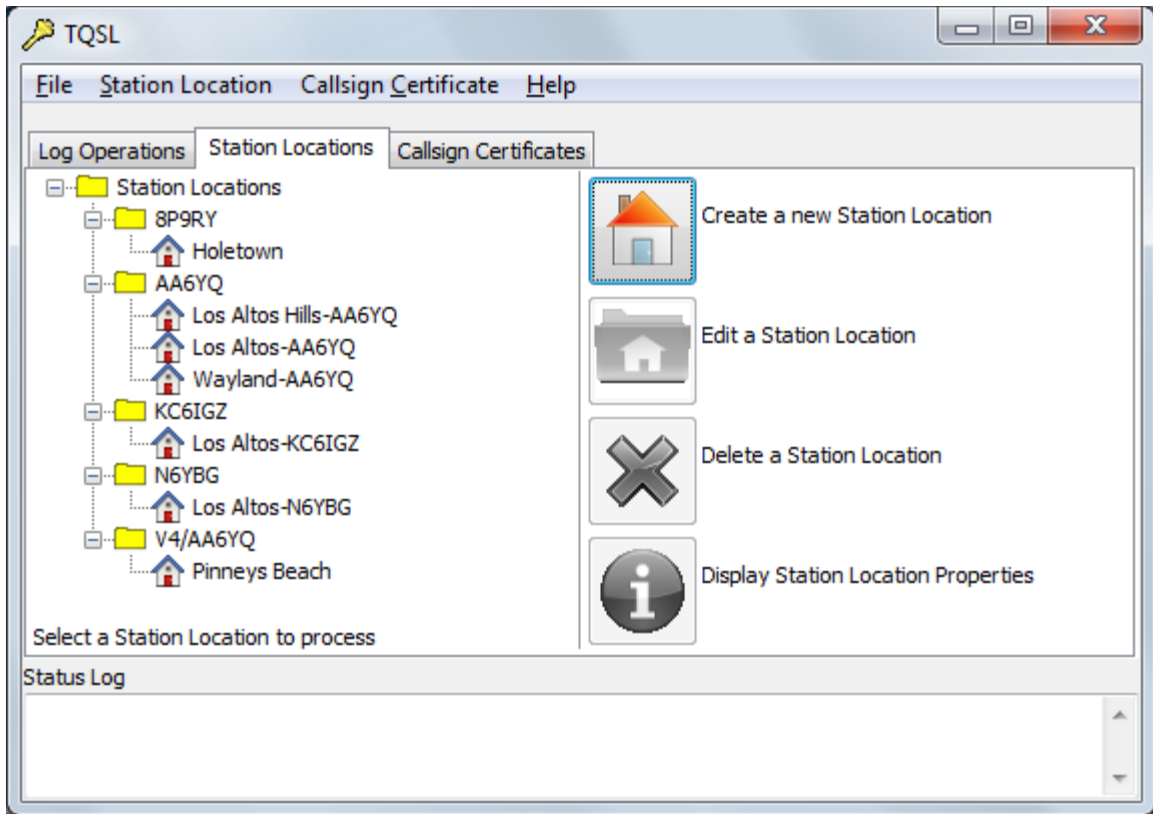 TQSL
File Station Location Callsign Certificate Help
Log Operations Station Locations Callsign Certificates
Station Locations
8P9RY
Holetown
AA6YQ
Los Altos Hills-AA6YQ
Los Altos-AA6YQ
Wayland-AA6YQ
KC6IGZ
Los Altos-KC6IGZ
N6YBG
Los Altos-N6YBG
V4/AA6YQ
Pinneys Beach
Select a Station Location to process
Create a new Station Location
Edit a Station Location
Delete a Station Location
Display Station Location Properties
Status Log